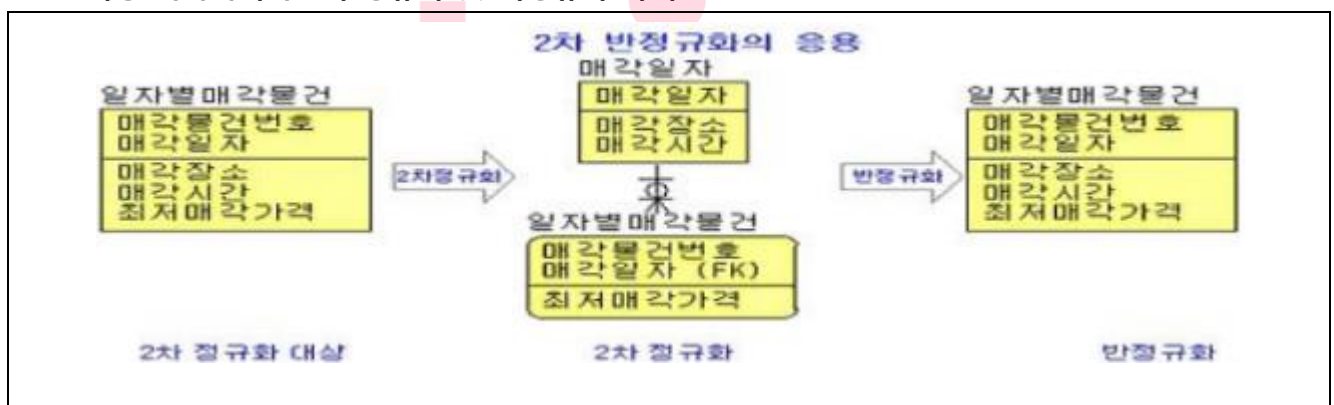 2차 반정규화의 응용
일자별매각물건
매각물건번호
매각일자
매각장소
매각시간
최저매각가격
2차정규화
매각일자
매각일자
매각장소
매각시간
일자별매각물건
매각물건번호
매각일자 (FK)
최저매각가격
반정규화
일자별매각물건
매각물건번호
매각일자
매각장소
매각시간
최저매각가격
2차 정규화 대상
2차 정규화
반정규화